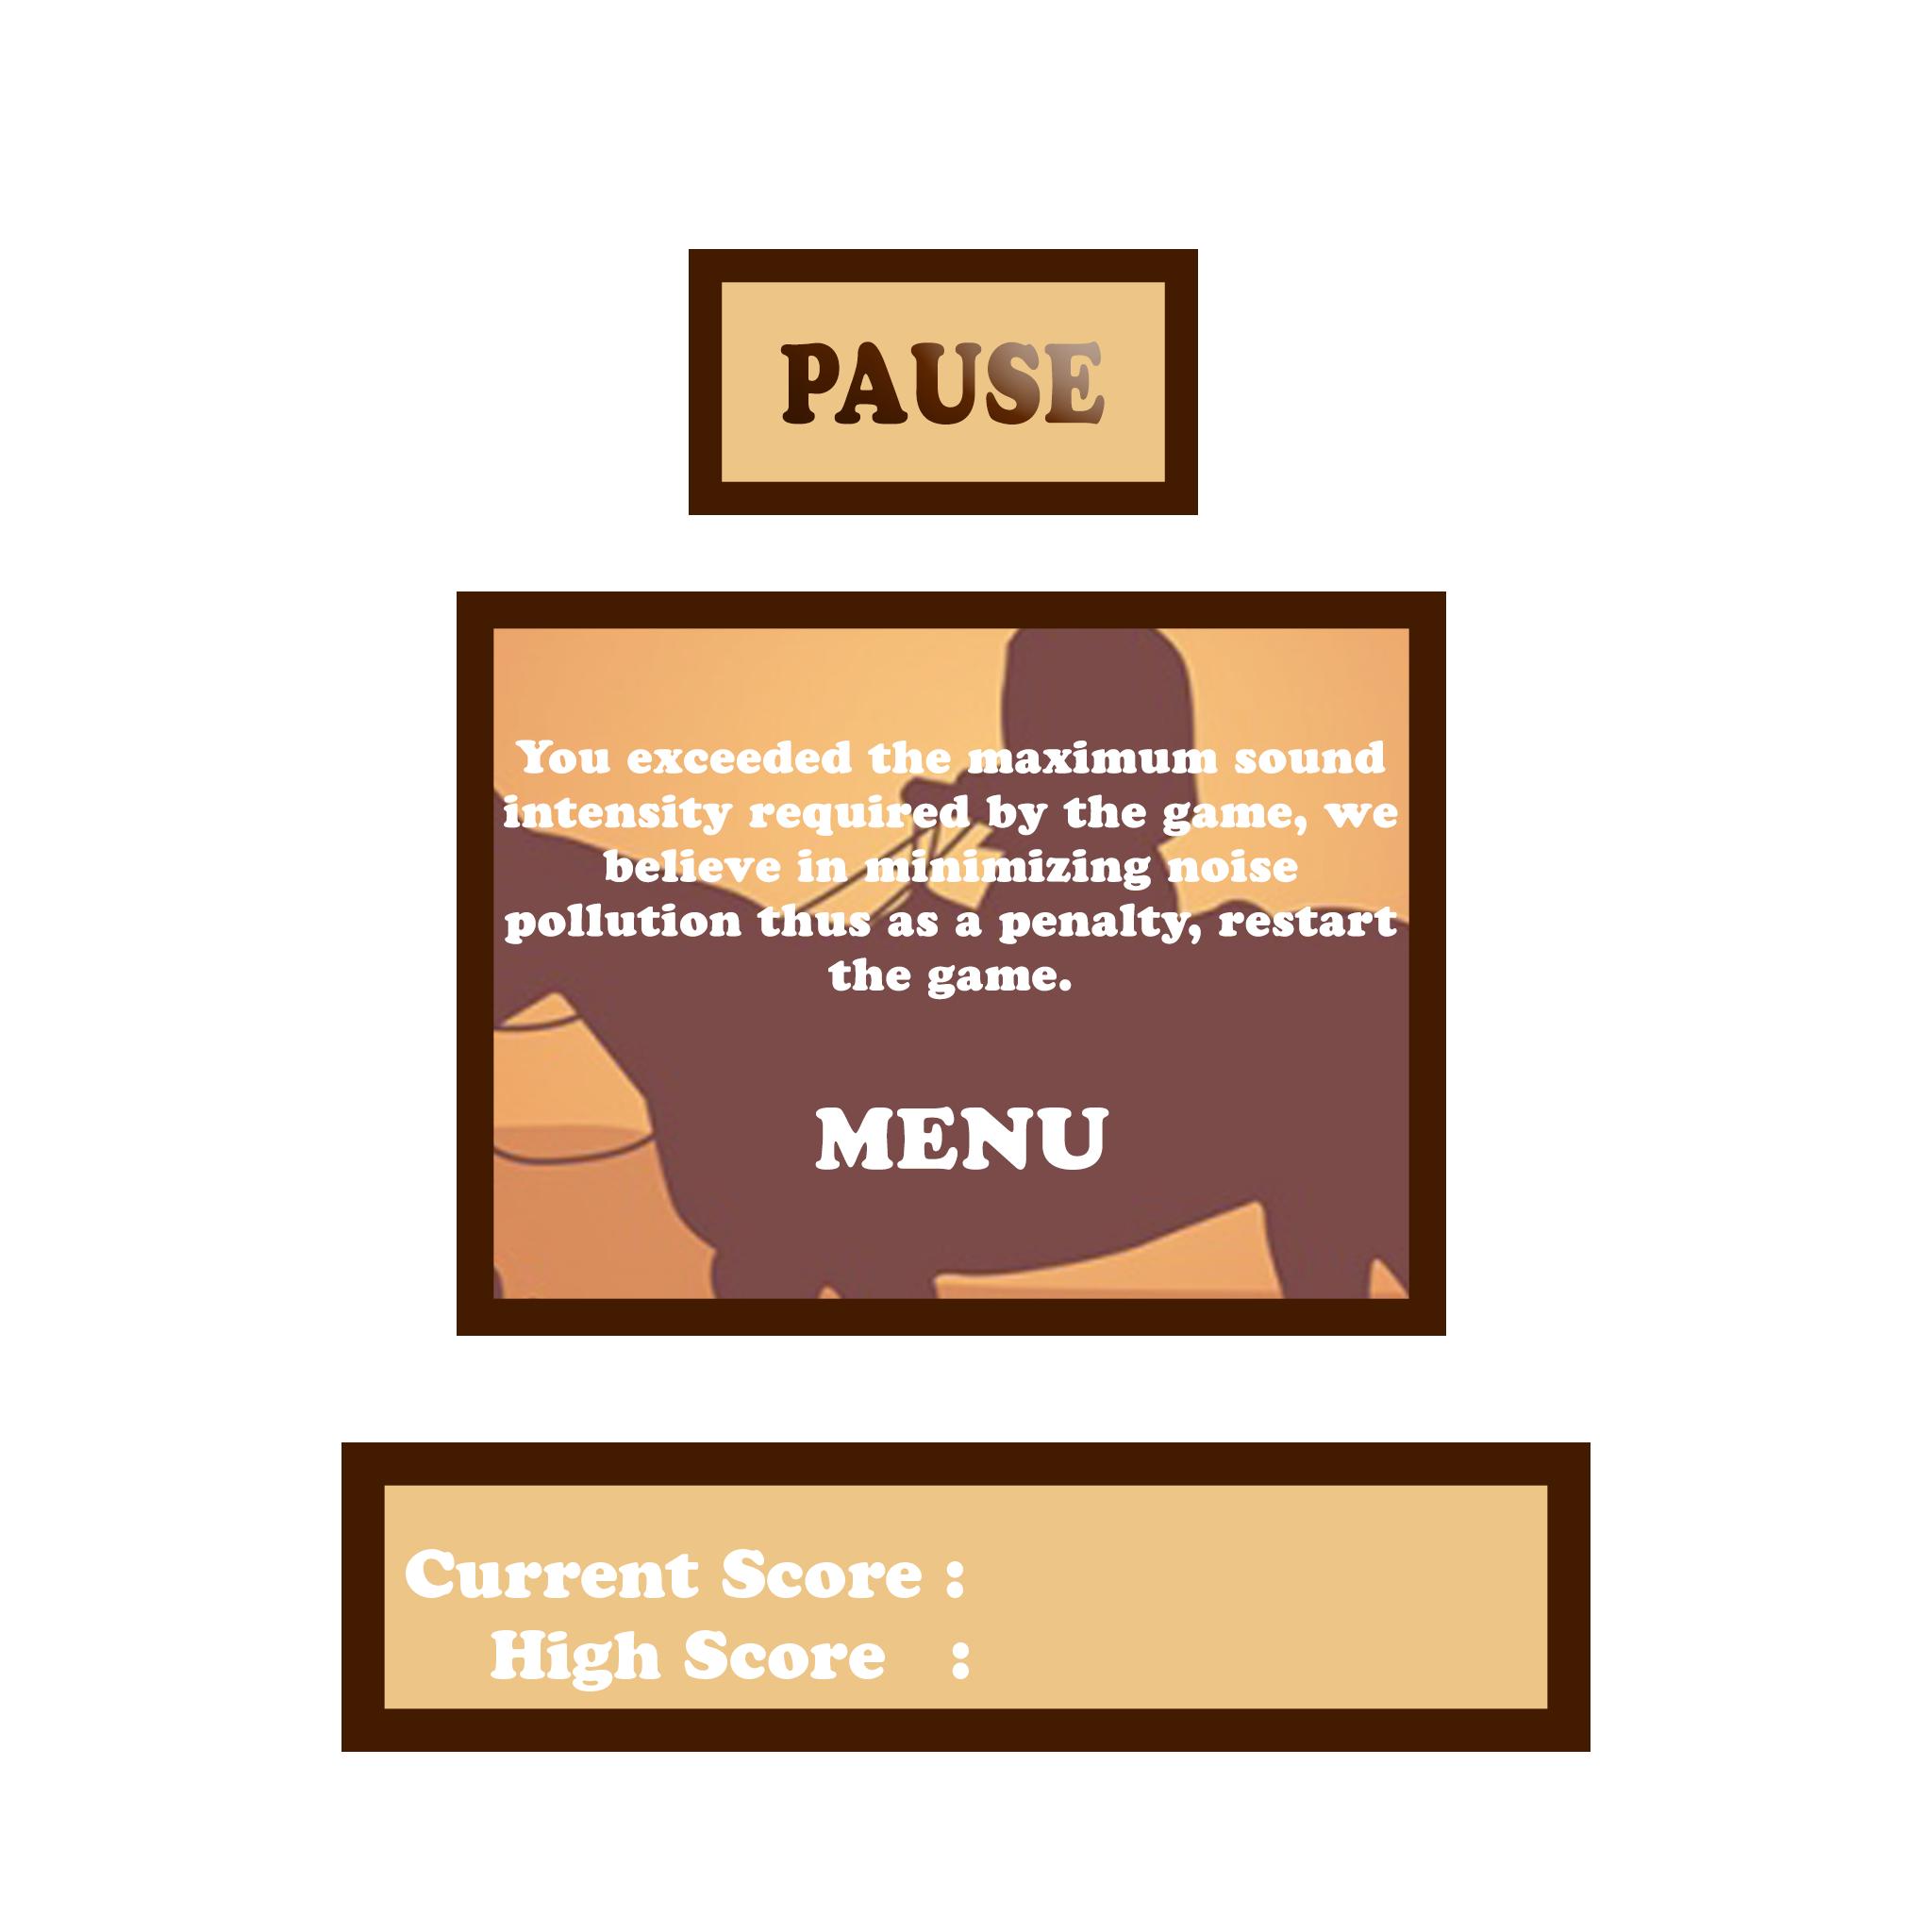 PAUSE
You exceeded the maximum sound
intensity required by the game, we
believe in minimizing noise
pollution thus as a penalty, restart
the game.
MENU
Current Score :
High Score :